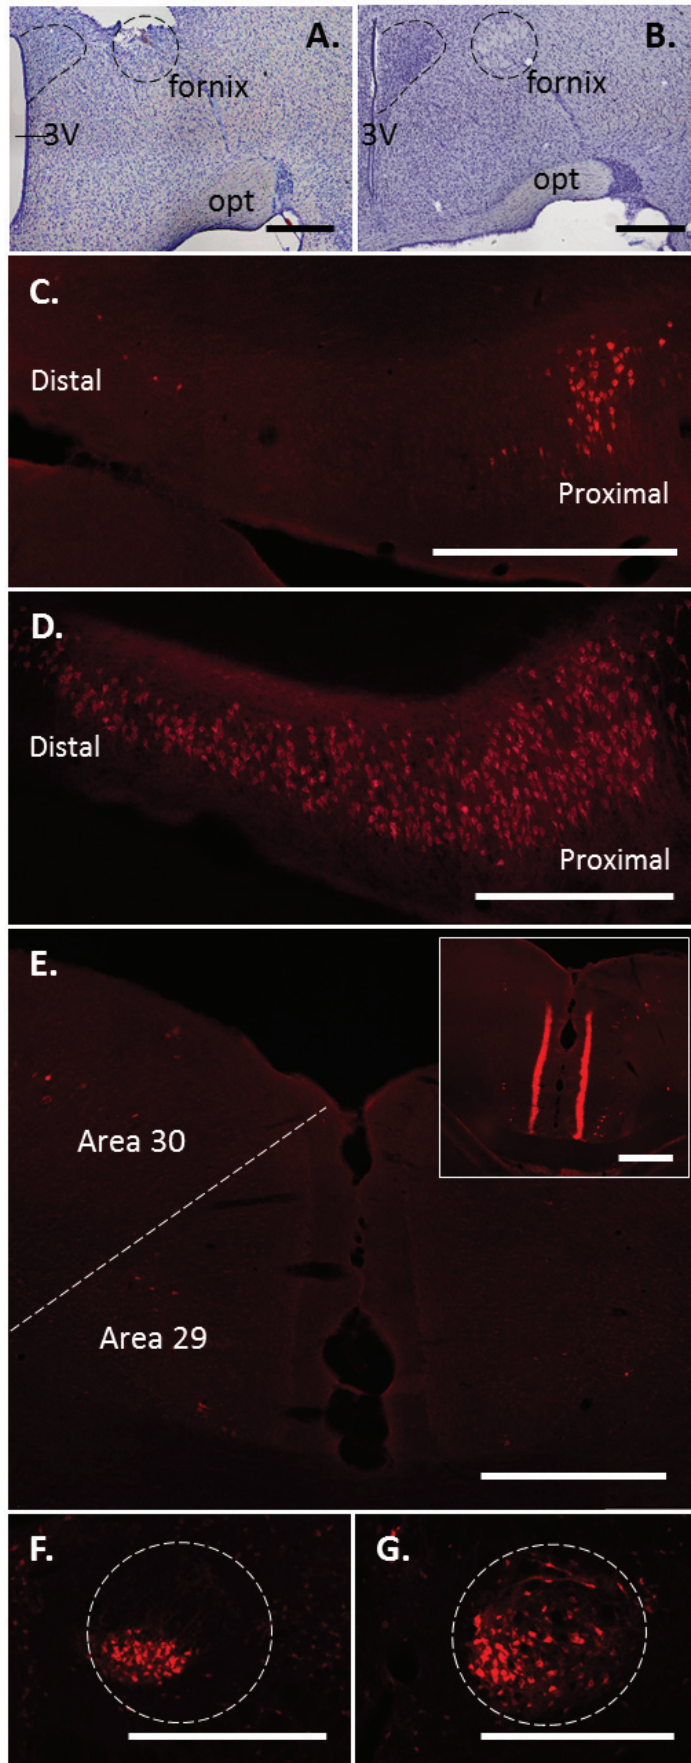 A.
fornix
3V
opt
B.
fornix
3V
opt
C.
Distal
Proximal
D.
Distal
Proximal
E.
Area 30
Area 29
F.
G.